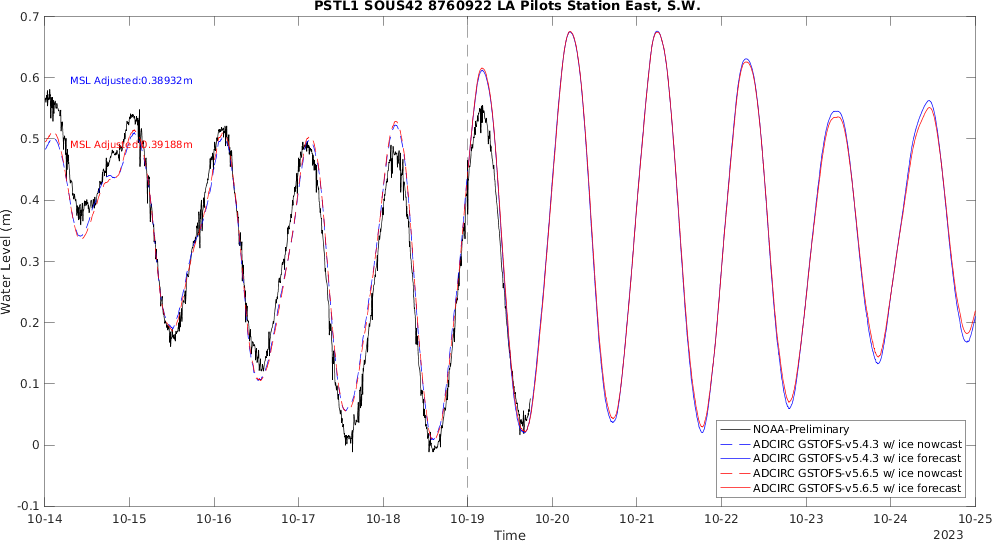 PSTL1 SOUS42 8760922 LA Pilots Station East, S.W.
0.7
0.6
0.5
0.4
0.3
0.2
0.1
0
-0.1
Water Level (m)
MSL Adjusted:0.38932m
MSL Adjusted:0.39188m
NOAA-Preliminary
ADCIRC GSTOFS-v5.4.3 w/ ice nowcast
ADCIRC GSTOFS-v5.4.3 w/ ice forecast
ADCIRC GSTOFS-v5.6.5 w/ ice nowcast
ADCIRC GSTOFS-v5.6.5 w/ ice forecast
10-14 10-15 10-16 10-17 10-18 10-19 10-20 10-21 10-22 10-23 10-24 10-25
Time
2023